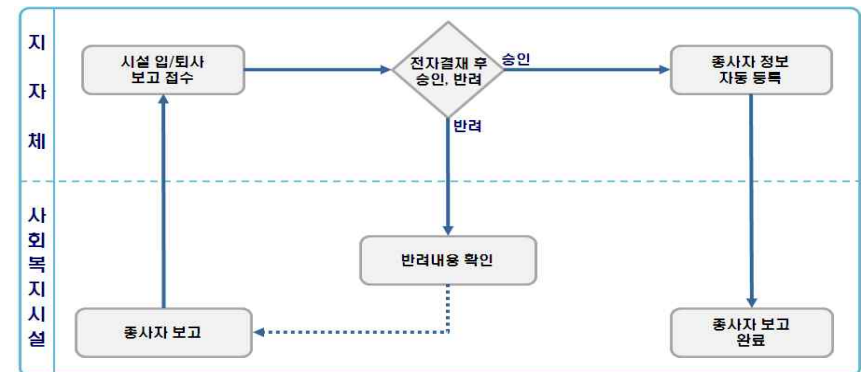 지자체
시설 입/퇴사
보고 접수
전자결재 후
승인, 반려
승인
종사자 정보
자동 등록
반려
사회복지시설
반려내용 확인
종사자 보고
종사자 보고
완료